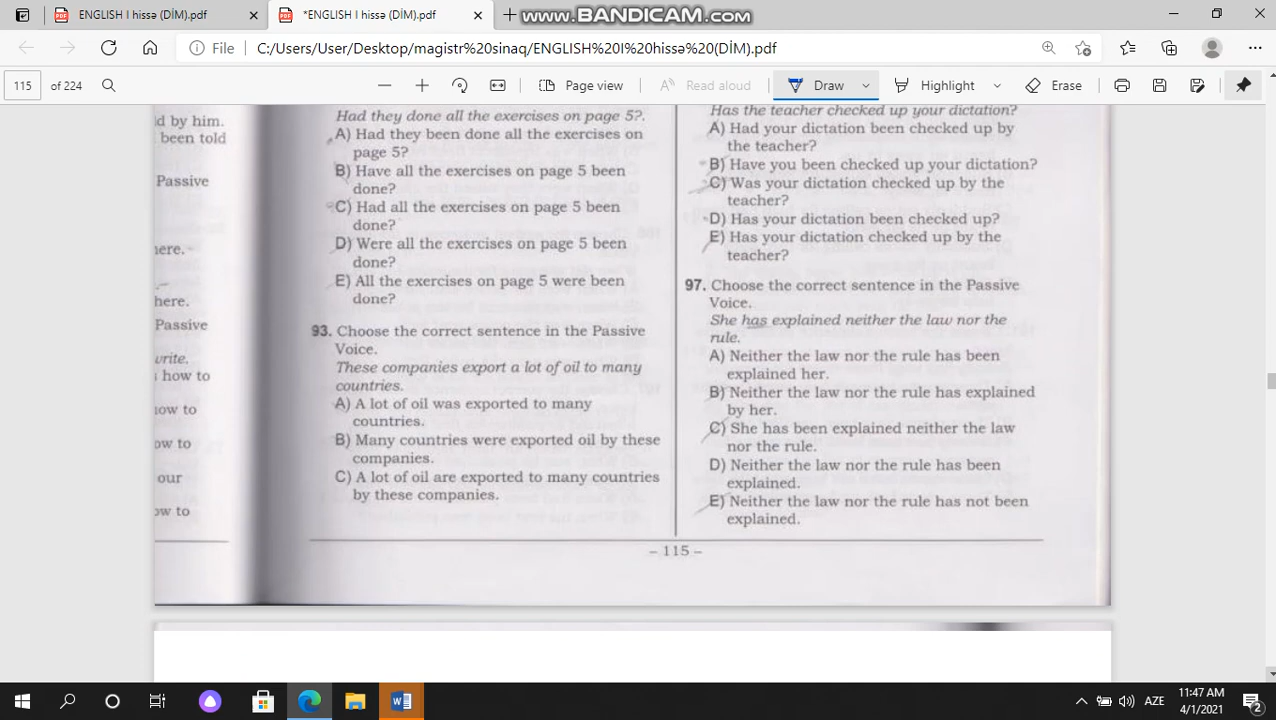 ENGLISH I hissə (DİM).pdf
*ENGLISH I hissə (DİM).pdf
www.BANDICAM.com
File
C:/Users/User/Desktop/magistr%20sinaq/ENGLISH%20I%20hissə%20(DİM).pdf
115 of 224
Page view
Read aloud
Draw
Highlight
Erase
d by him.
been told
Passive
here.
Passive
write.
how to
how to
our
Had they done all the exercises on page 5?.
A) Had they been done all the exercises on
page 5?
B) Have all the exercises on page 5 been
done?
C) Had all the exercises on page 5 been
done?
D) Were all the exercises on page 5 been
done?
E) All the exercises on page 5 were been
done?
93. Choose the correct sentence in the Passive
Voice.
These companies export a lot of oil to many
countries.
A) A lot of oil was exported to many
countries.
B) Many countries were exported oil by these
companies.
C) A lot of oil are exported to many countries
by these companies.
Has the teacher checked up your dictation?
A) Had your dictation been checked up by
the teacher?
B) Have you been checked up your dictation?
C) Was your dictation checked up by the
teacher?
D) Has your dictation been checked up?
E) Has your dictation checked up by the
teacher?
97. Choose the correct sentence in the Passive
Voice.
She has explained neither the law nor the
rule.
A) Neither the law nor the rule has been
explained her.
B) Neither the law nor the rule has explained
by her.
C) She has been explained neither the law
nor the rule.
D) Neither the law nor the rule has been
explained.
E) Neither the law nor the rule has not been
explained.
– 115 –
AZE
11:47 AM
4/1/2021
2